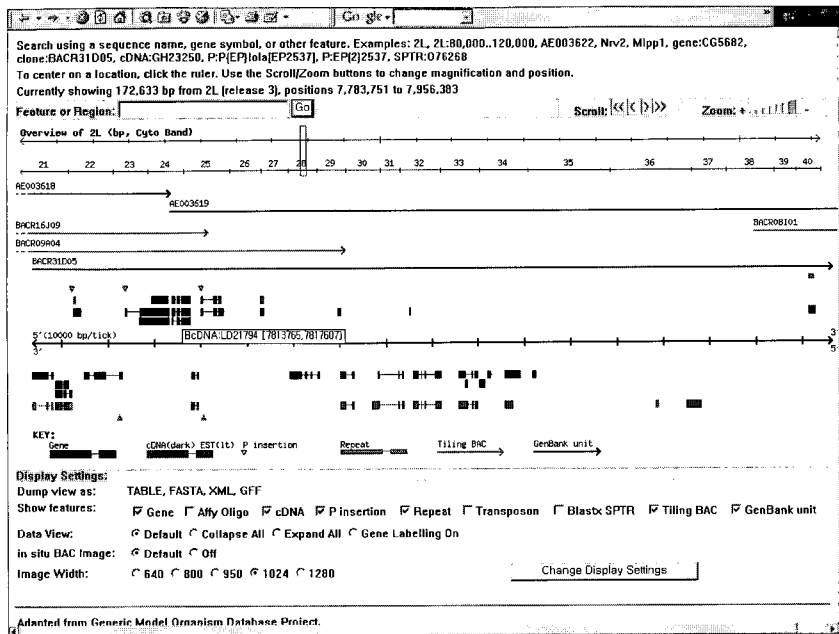 Google
Search using a sequence name, gene symbol, or other feature. Examples: 2L, 2L:80,000..120,000, AE003622, Nrv2, Mlpp1, gene:CG5682,
clone:BACR31D05, cDNA:GH23250, P:P{EP}lola[EP2537], P:EP(2)2537, SPTR:O76268
To center on a location, click the ruler. Use the Scroll/Zoom buttons to change magnification and position.
Currently showing 172,633 bp from 2L (release 3), positions 7,783,751 to 7,956,383
Feature or Region: Go Scroll: << < > >> Zoom: + -
Overview of 2L (bp, Cyto Band)
21 22 23 24 25 26 27 28 29 30 31 32 33 34 35 36 37 38 39 40
AE003618
AE003619
BACR16J09 BACR08I01
BACR09A04
BACR31D05
5' (10000 bp/tick) BcDNA:LD21794 [7813765,7817607] 3'
3' 5'
KEY:
Gene cDNA(dark) EST(lt) P insertion Repeat Tiling BAC GenBank unit
Display Settings:
Dump view as: TABLE, FASTA, XML, GFF
Show features: Gene Affy Oligo cDNA P insertion Repeat Transposon Blastx SPTR Tiling BAC GenBank unit
Data View: Default Collapse All Expand All Gene Labelling On
in situ BAC Image: Default Off
Image Width: 640 800 950 1024 1280 Change Display Settings
Adapted from Generic Model Organism Database Project.
1